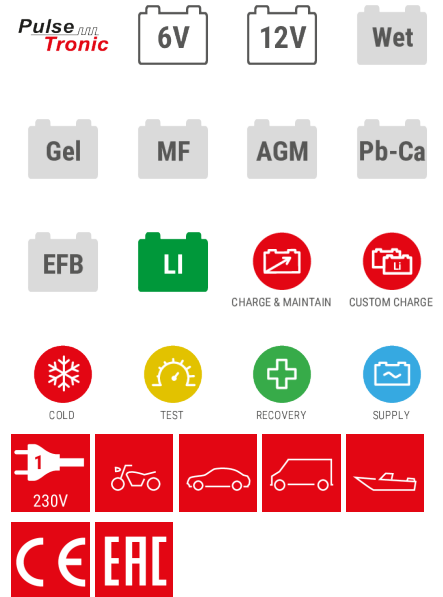 Pulse
Tronic
6V
12V
Wet
Gel
MF
AGM
Pb-Ca
EFB
LI
Li
CHARGE & MAINTAIN
CUSTOM CHARGE
COLD
TEST
RECOVERY
SUPPLY
1
230V
CE
EAC